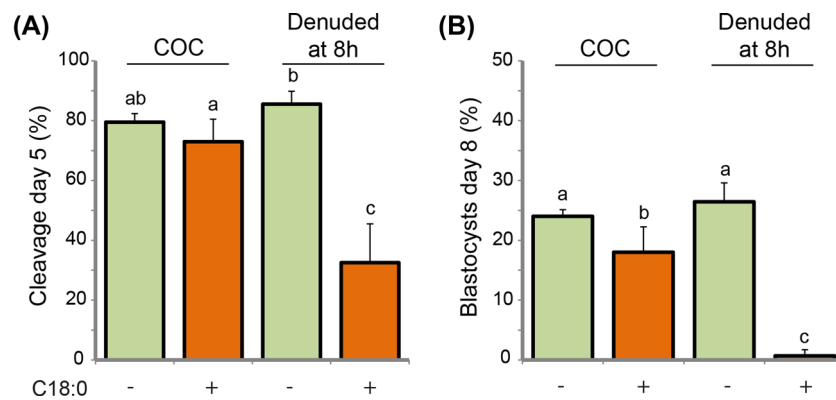 (A)
COC
Denuded
at 8h
Cleavage day 5 (%)
100
80
60
40
20
0
ab
a
b
c
C18:0 - + - +
(B)
COC
Denuded
at 8h
Blastocysts day 8 (%)
50
40
30
20
10
0
a
b
a
c
- + - +